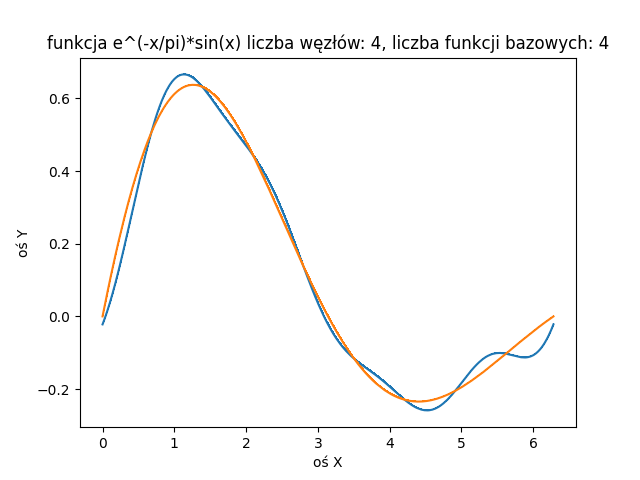 funkcja e^(-x/pi)*sin(x) liczba węzłów: 4, liczba funkcji bazowych: 4
0.6
0.4
0.2
0.0
−0.2
oś Y
0 1 2 3 4 5 6
oś X